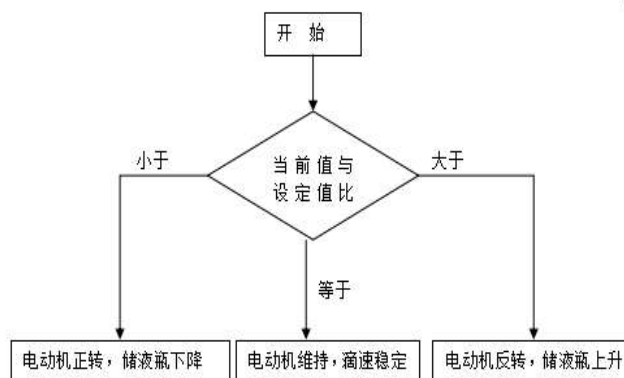 开 始
小于
当前值与
设定值比
大于
等于
电动机正转，储液瓶下降
电动机维持，滴速稳定
电动机反转，储液瓶上升